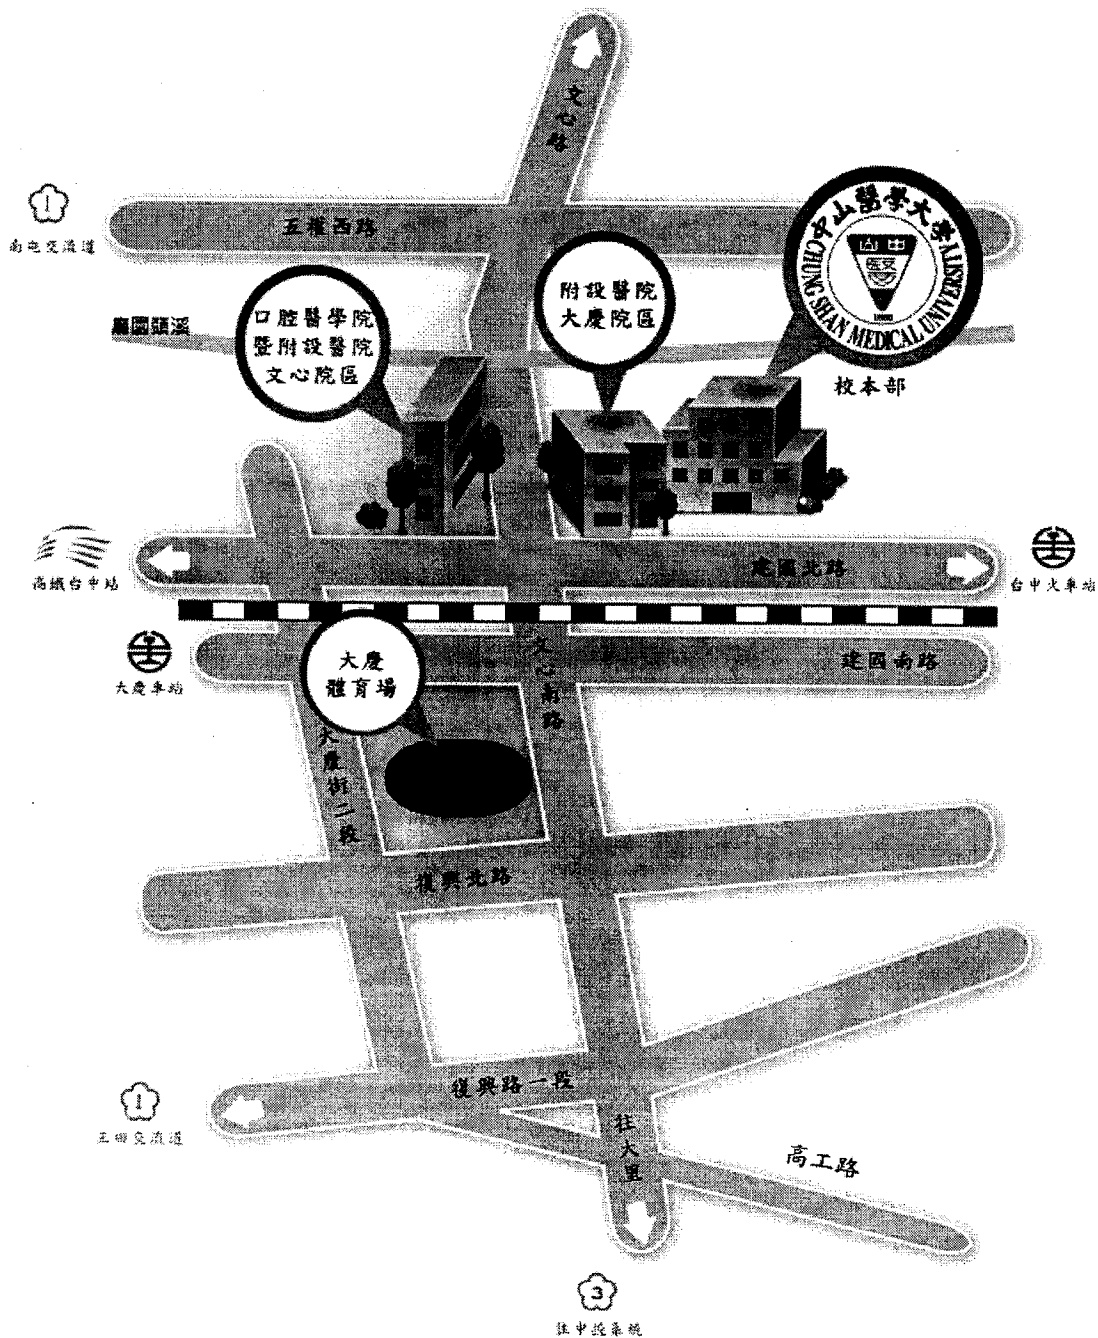 文心路
中山醫學大學
CHUNG SHAN MEDICAL UNIVERSITY
1960
1
南屯交流道
五權西路
附設醫院
大慶院區
口腔醫學院
暨附設醫院
文心院區
校本部
高鐵台中站
建國北路
台中火車站
大慶車站
大慶
體育場
文心南路
建國南路
大慶街二段
復興北路
復興路一段
1
王田交流道
往大里
高工路
3
往中投系統